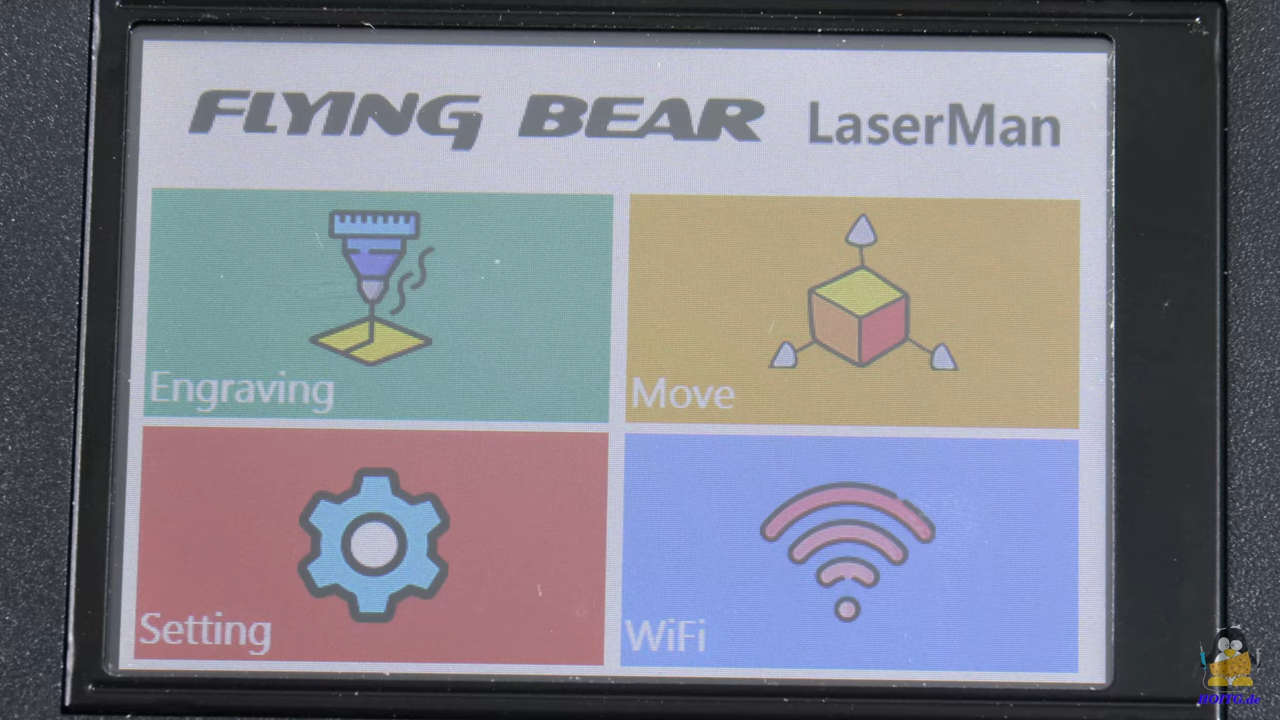 FLYING BEAR LaserMan
Engraving
Move
Setting
WiFi